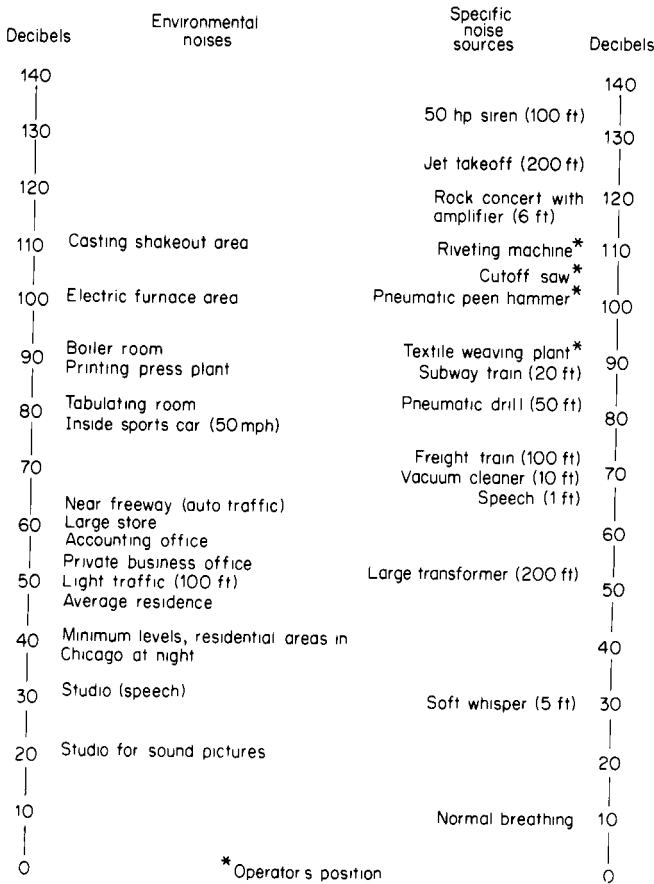 Environmental
noises
Decibels
140
130
120
110 Casting shakeout area
100 Electric furnace area
Boiler room
90
Printing press plant
Tabulating room
80
Inside sports car (50 mph)
70
Near freeway (auto traffic)
60 Large store
Accounting office
Private business office
50 Light traffic (100 ft)
Average residence
40 Minimum levels, residential areas in
Chicago at night
30 Studio (speech)
20 Studio for sound pictures
10
0
Specific
noise
sources
Decibels
140
50 hp siren (100 ft)
130
Jet takeoff (200 ft)
Rock concert with 120
amplifier (6 ft)
Riveting machine* 110
Cutoff saw*
Pneumatic peen hammer* 100
Textile weaving plant* 90
Subway train (20 ft)
Pneumatic drill (50 ft) 80
Freight train (100 ft)
Vacuum cleaner (10 ft) 70
Speech (1 ft)
60
Large transformer (200 ft) 50
40
Soft whisper (5 ft) 30
20
Normal breathing 10
0
*Operator s position